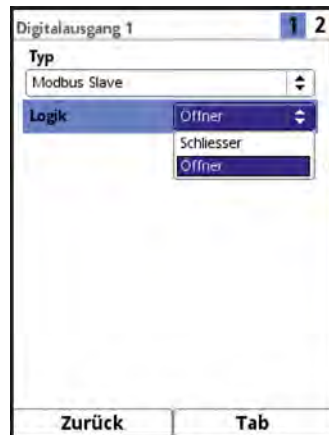 Digitalausgang 1 1 2
Typ
Modbus Slave
Logik Öffner
Schliesser
Öffner
Zurück Tab